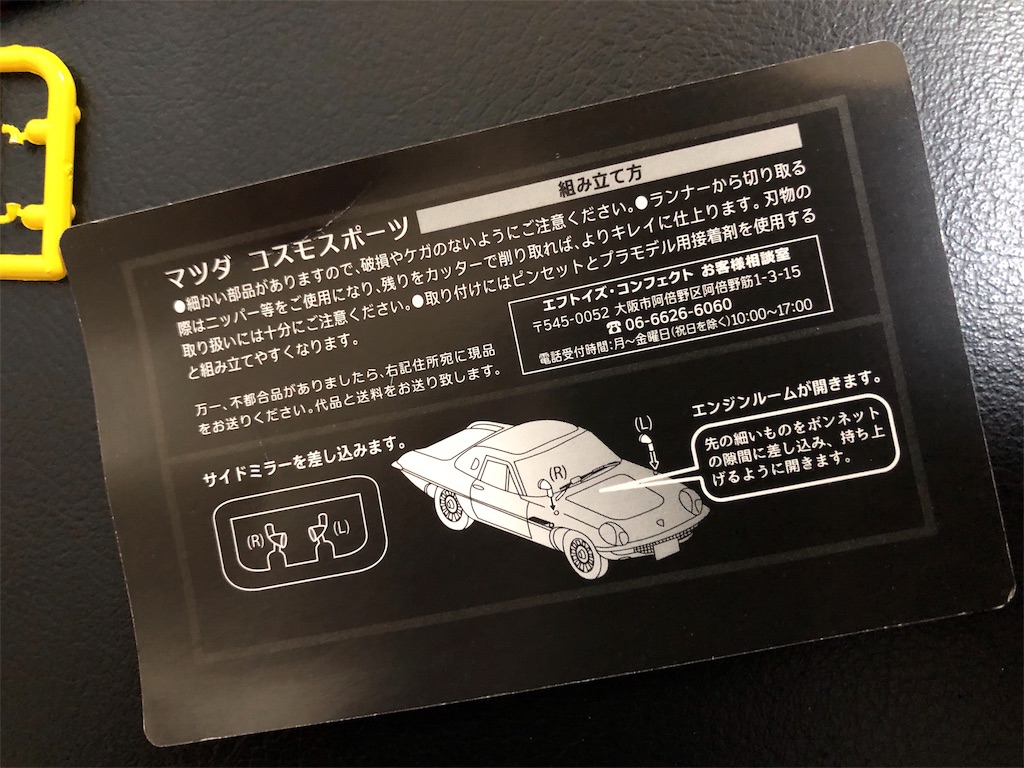 マツダ コスモスポーツ
組み立て方
●細かい部品がありますので、破損やケガのないようにご注意ください。●ランナーから切り取る
際はニッパー等をご使用になり、残りをカッターで削り取れば、よりキレイに仕上ります。刃物の
取り扱いには十分にご注意ください。●取り付けにはピンセットとプラモデル用接着剤を使用する
と組み立てやすくなります。
万一、不都合品がありましたら、右記住所宛に現品
をお送りください。代品と送料をお送り致します。
エフトイズ・コンフェクト お客様相談室
〒545-0052 大阪市阿倍野区阿倍野筋1-3-15
☎ 06-6626-6060
電話受付時間:月〜金曜日(祝日を除く)10:00〜17:00
サイドミラーを差し込みます。
(R)
(L)
(R)
(L)
エンジンルームが開きます。
先の細いものをボンネット
の隙間に差し込み、持ち上
げるように開きます。